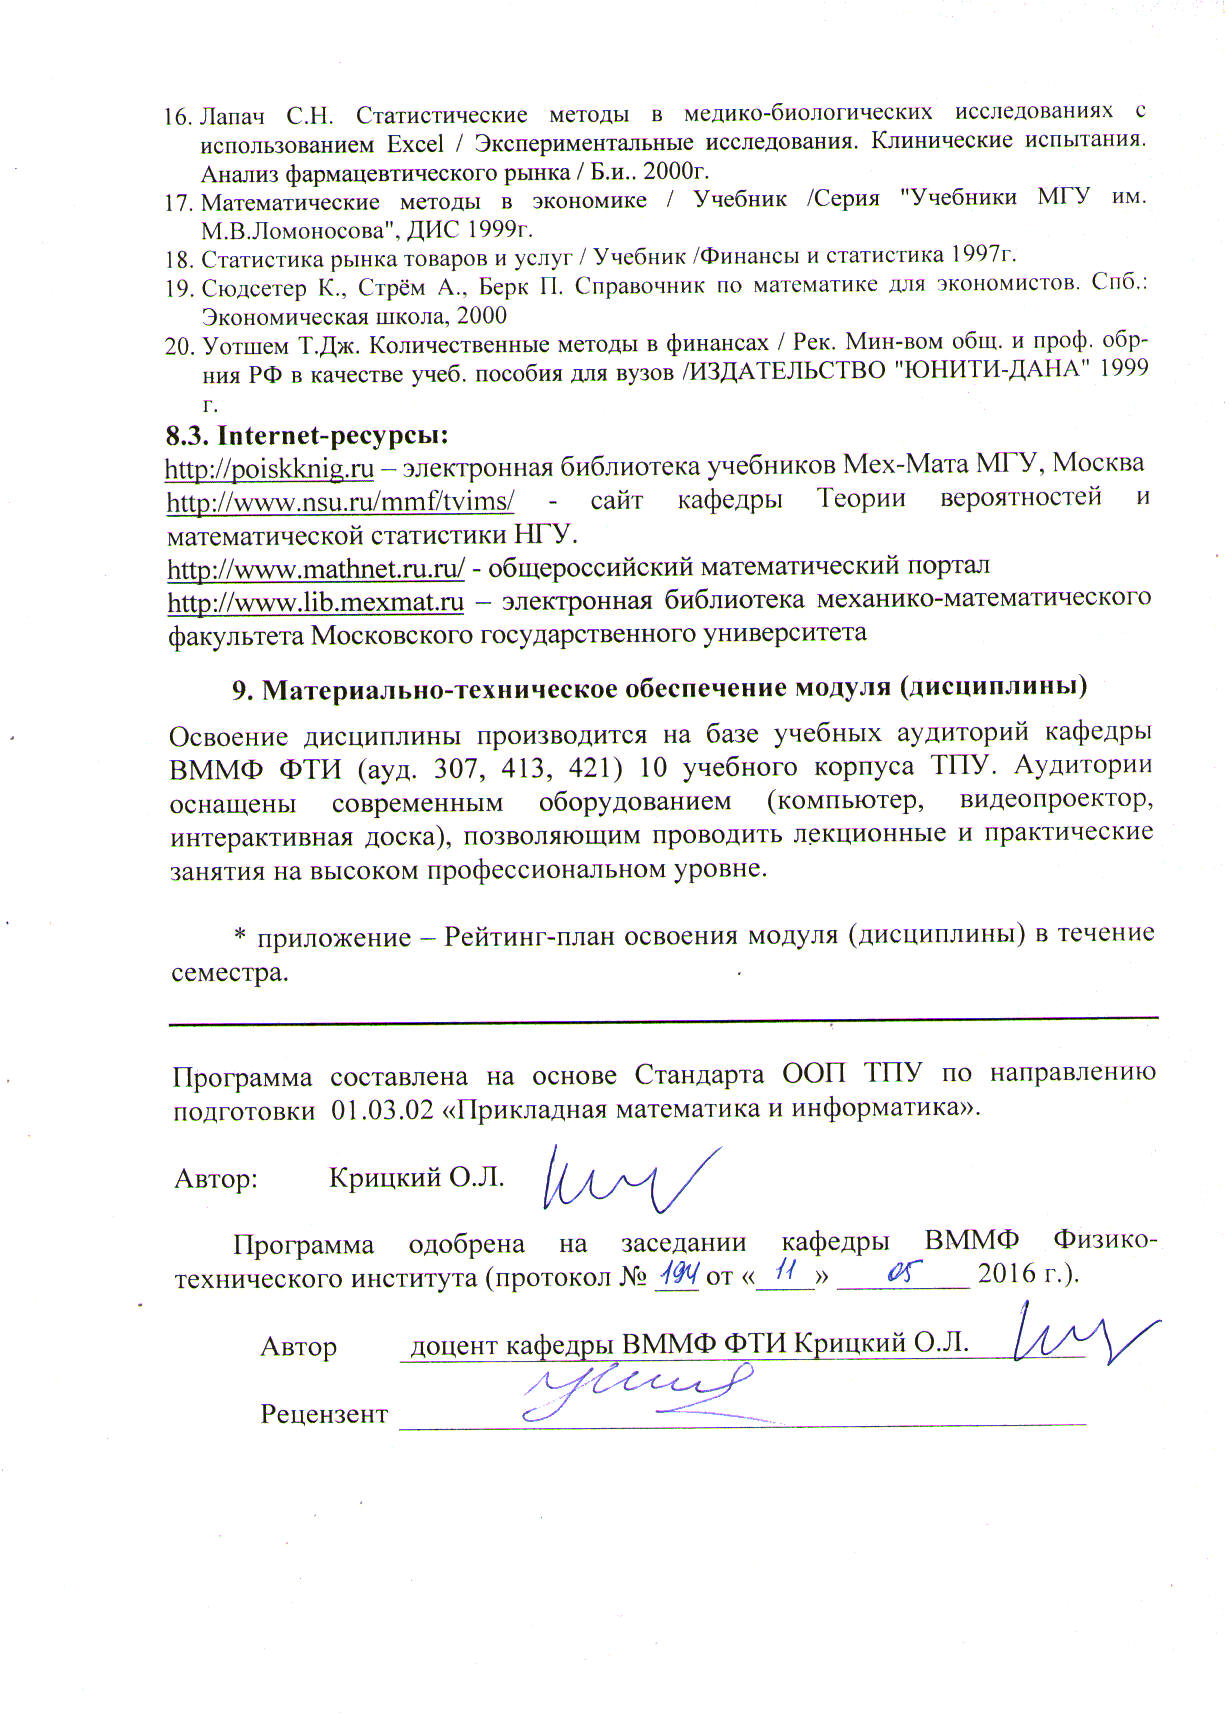 16. Лапач С.Н. Статистические методы в медико-биологических исследованиях с
использованием Excel / Экспериментальные исследования. Клинические испытания.
Анализ фармацевтического рынка / Б.и.. 2000г.
17. Математические методы в экономике / Учебник /Серия "Учебники МГУ им.
М.В.Ломоносова", ДИС 1999г.
18. Статистика рынка товаров и услуг / Учебник /Финансы и статистика 1997г.
19. Сюдсетер К., Стрём А., Берк П. Справочник по математике для экономистов. Спб.:
Экономическая школа, 2000
20. Уотшем Т.Дж. Количественные методы в финансах / Рек. Мин-вом общ. и проф. обр-
ния РФ в качестве учеб. пособия для вузов /ИЗДАТЕЛЬСТВО "ЮНИТИ-ДАНА" 1999
г.
8.3. Internet-ресурсы:
http://poiskknig.ru – электронная библиотека учебников Мех-Мата МГУ, Москва
http://www.nsu.ru/mmf/tvims/ - сайт кафедры Теории вероятностей и
математической статистики НГУ.
http://www.mathnet.ru.ru/ - общероссийский математический портал
http://www.lib.mexmat.ru – электронная библиотека механико-математического
факультета Московского государственного университета
9. Материально-техническое обеспечение модуля (дисциплины)
Освоение дисциплины производится на базе учебных аудиторий кафедры
ВММФ ФТИ (ауд. 307, 413, 421) 10 учебного корпуса ТПУ. Аудитории
оснащены современным оборудованием (компьютер, видеопроектор,
интерактивная доска), позволяющим проводить лекционные и практические
занятия на высоком профессиональном уровне.
* приложение – Рейтинг-план освоения модуля (дисциплины) в течение
семестра.
Программа составлена на основе Стандарта ООП ТПУ по направлению
подготовки 01.03.02 «Прикладная математика и информатика».
Автор: Крицкий О.Л.
Программа одобрена на заседании кафедры ВММФ Физико-
технического института (протокол № 194 от «11» 05 2016 г.).
Автор доцент кафедры ВММФ ФТИ Крицкий О.Л.
Рецензент